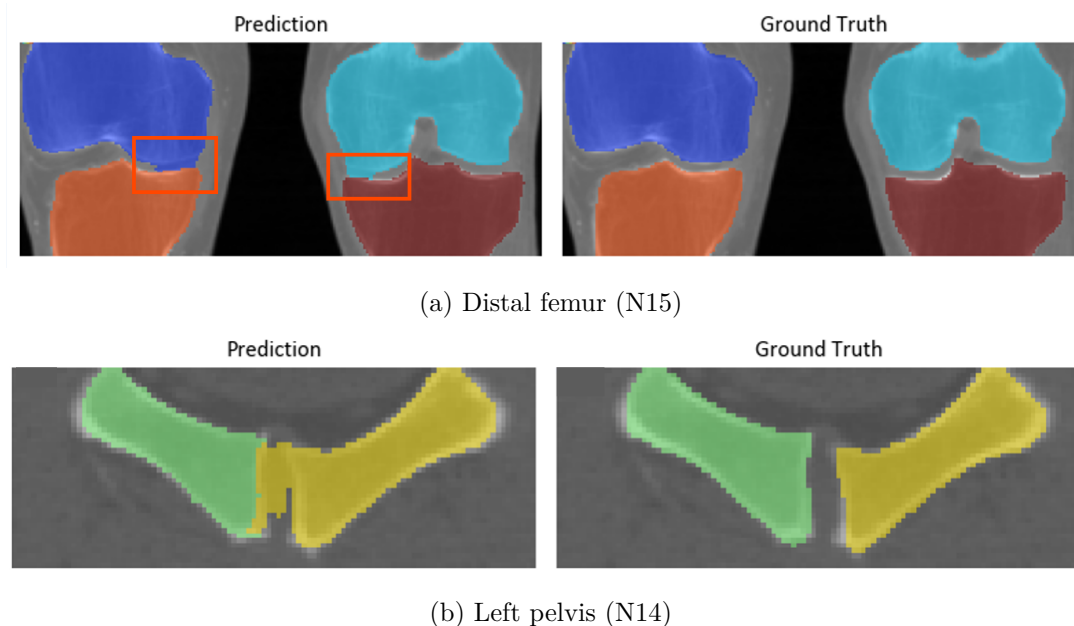 Prediction Ground Truth
(a) Distal femur (N15)
Prediction Ground Truth
(b) Left pelvis (N14)